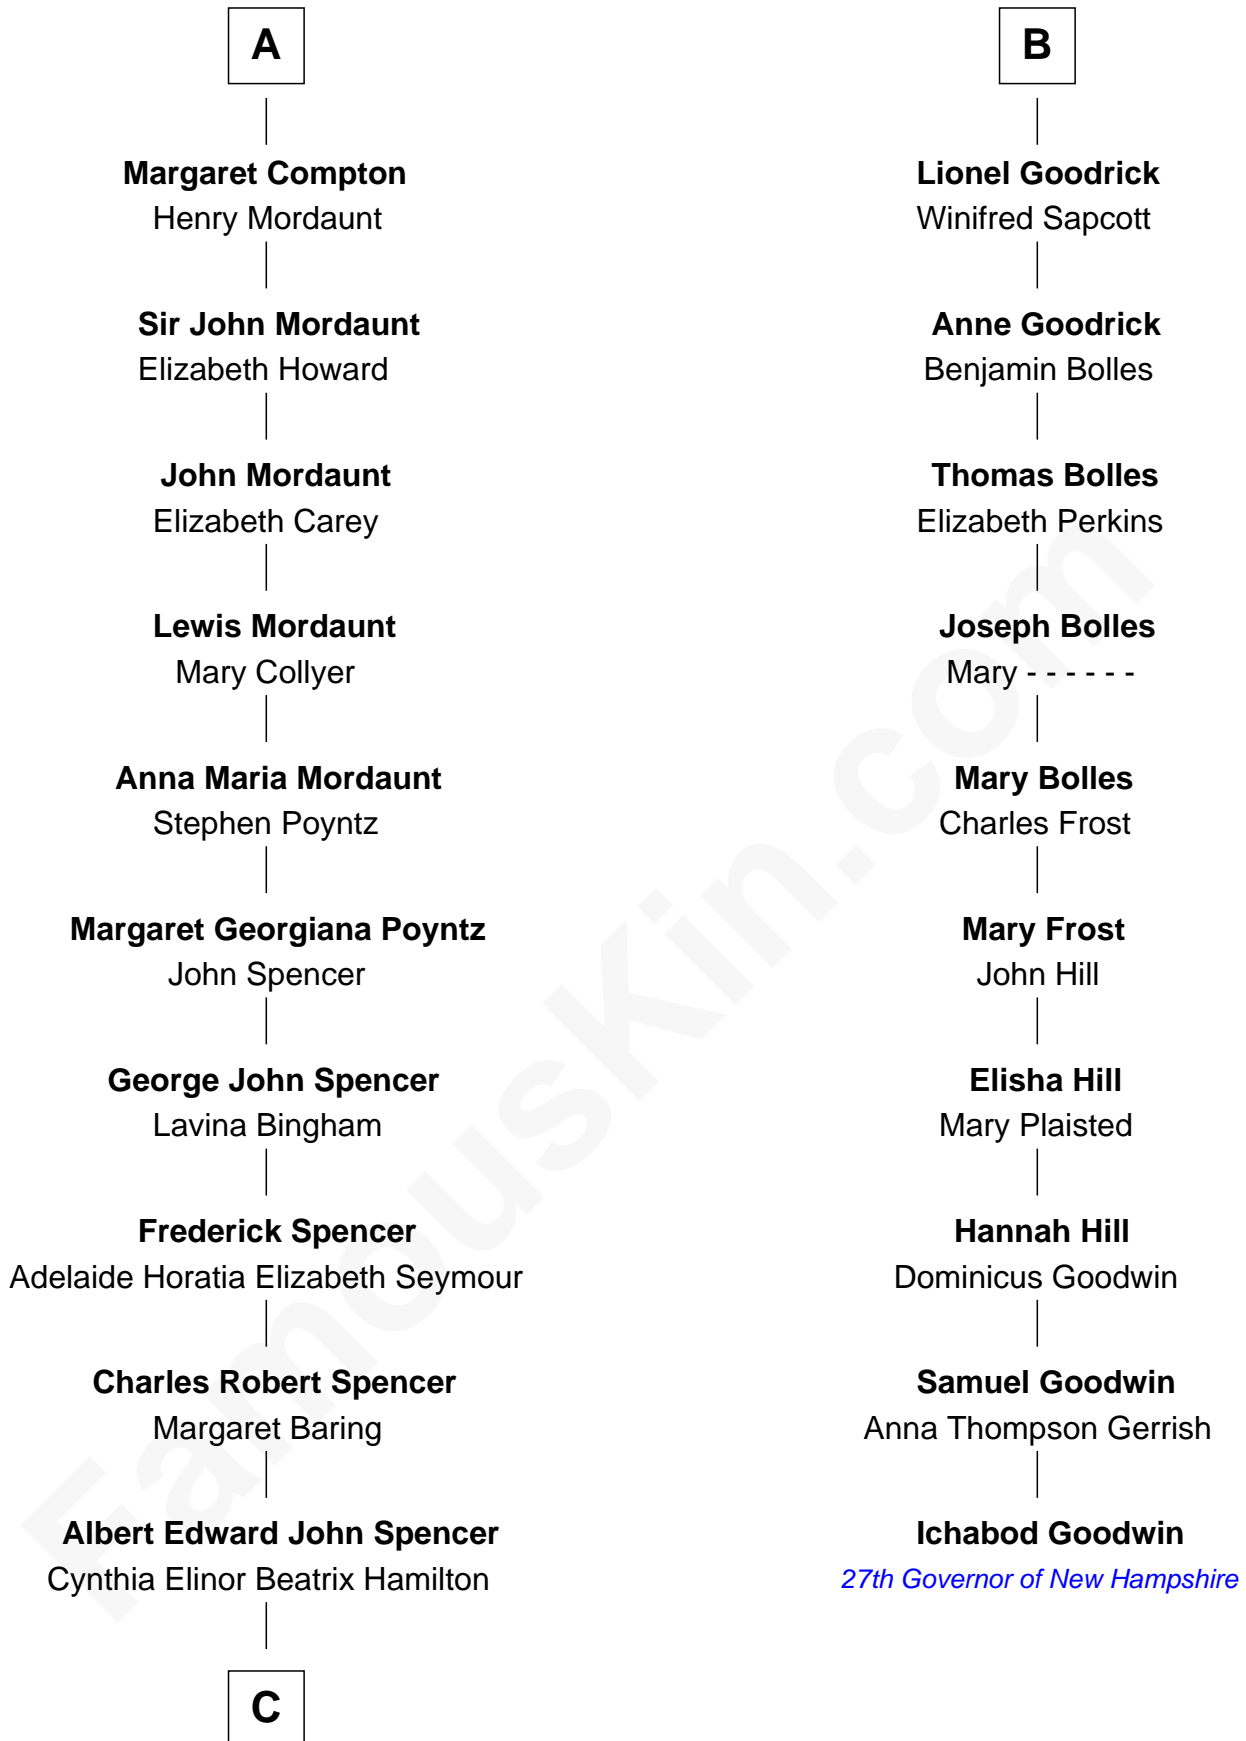 A
Margaret Compton
Henry Mordaunt
Sir John Mordaunt
Elizabeth Howard
John Mordaunt
Elizabeth Carey
Lewis Mordaunt
Mary Collyer
Anna Maria Mordaunt
Stephen Poyntz
Margaret Georgiana Poyntz
John Spencer
George John Spencer
Lavina Bingham
Frederick Spencer
Adelaide Horatia Elizabeth Seymour
Charles Robert Spencer
Margaret Baring
Albert Edward John Spencer
Cynthia Elinor Beatrix Hamilton
C
B
Lionel Goodrick
Winifred Sapcott
Anne Goodrick
Benjamin Bolles
Thomas Bolles
Elizabeth Perkins
Joseph Bolles
Mary - - - - - -
Mary Bolles
Charles Frost
Mary Frost
John Hill
Elisha Hill
Mary Plaisted
Hannah Hill
Dominicus Goodwin
Samuel Goodwin
Anna Thompson Gerrish
Ichabod Goodwin
27th Governor of New Hampshire
FamousKin.com